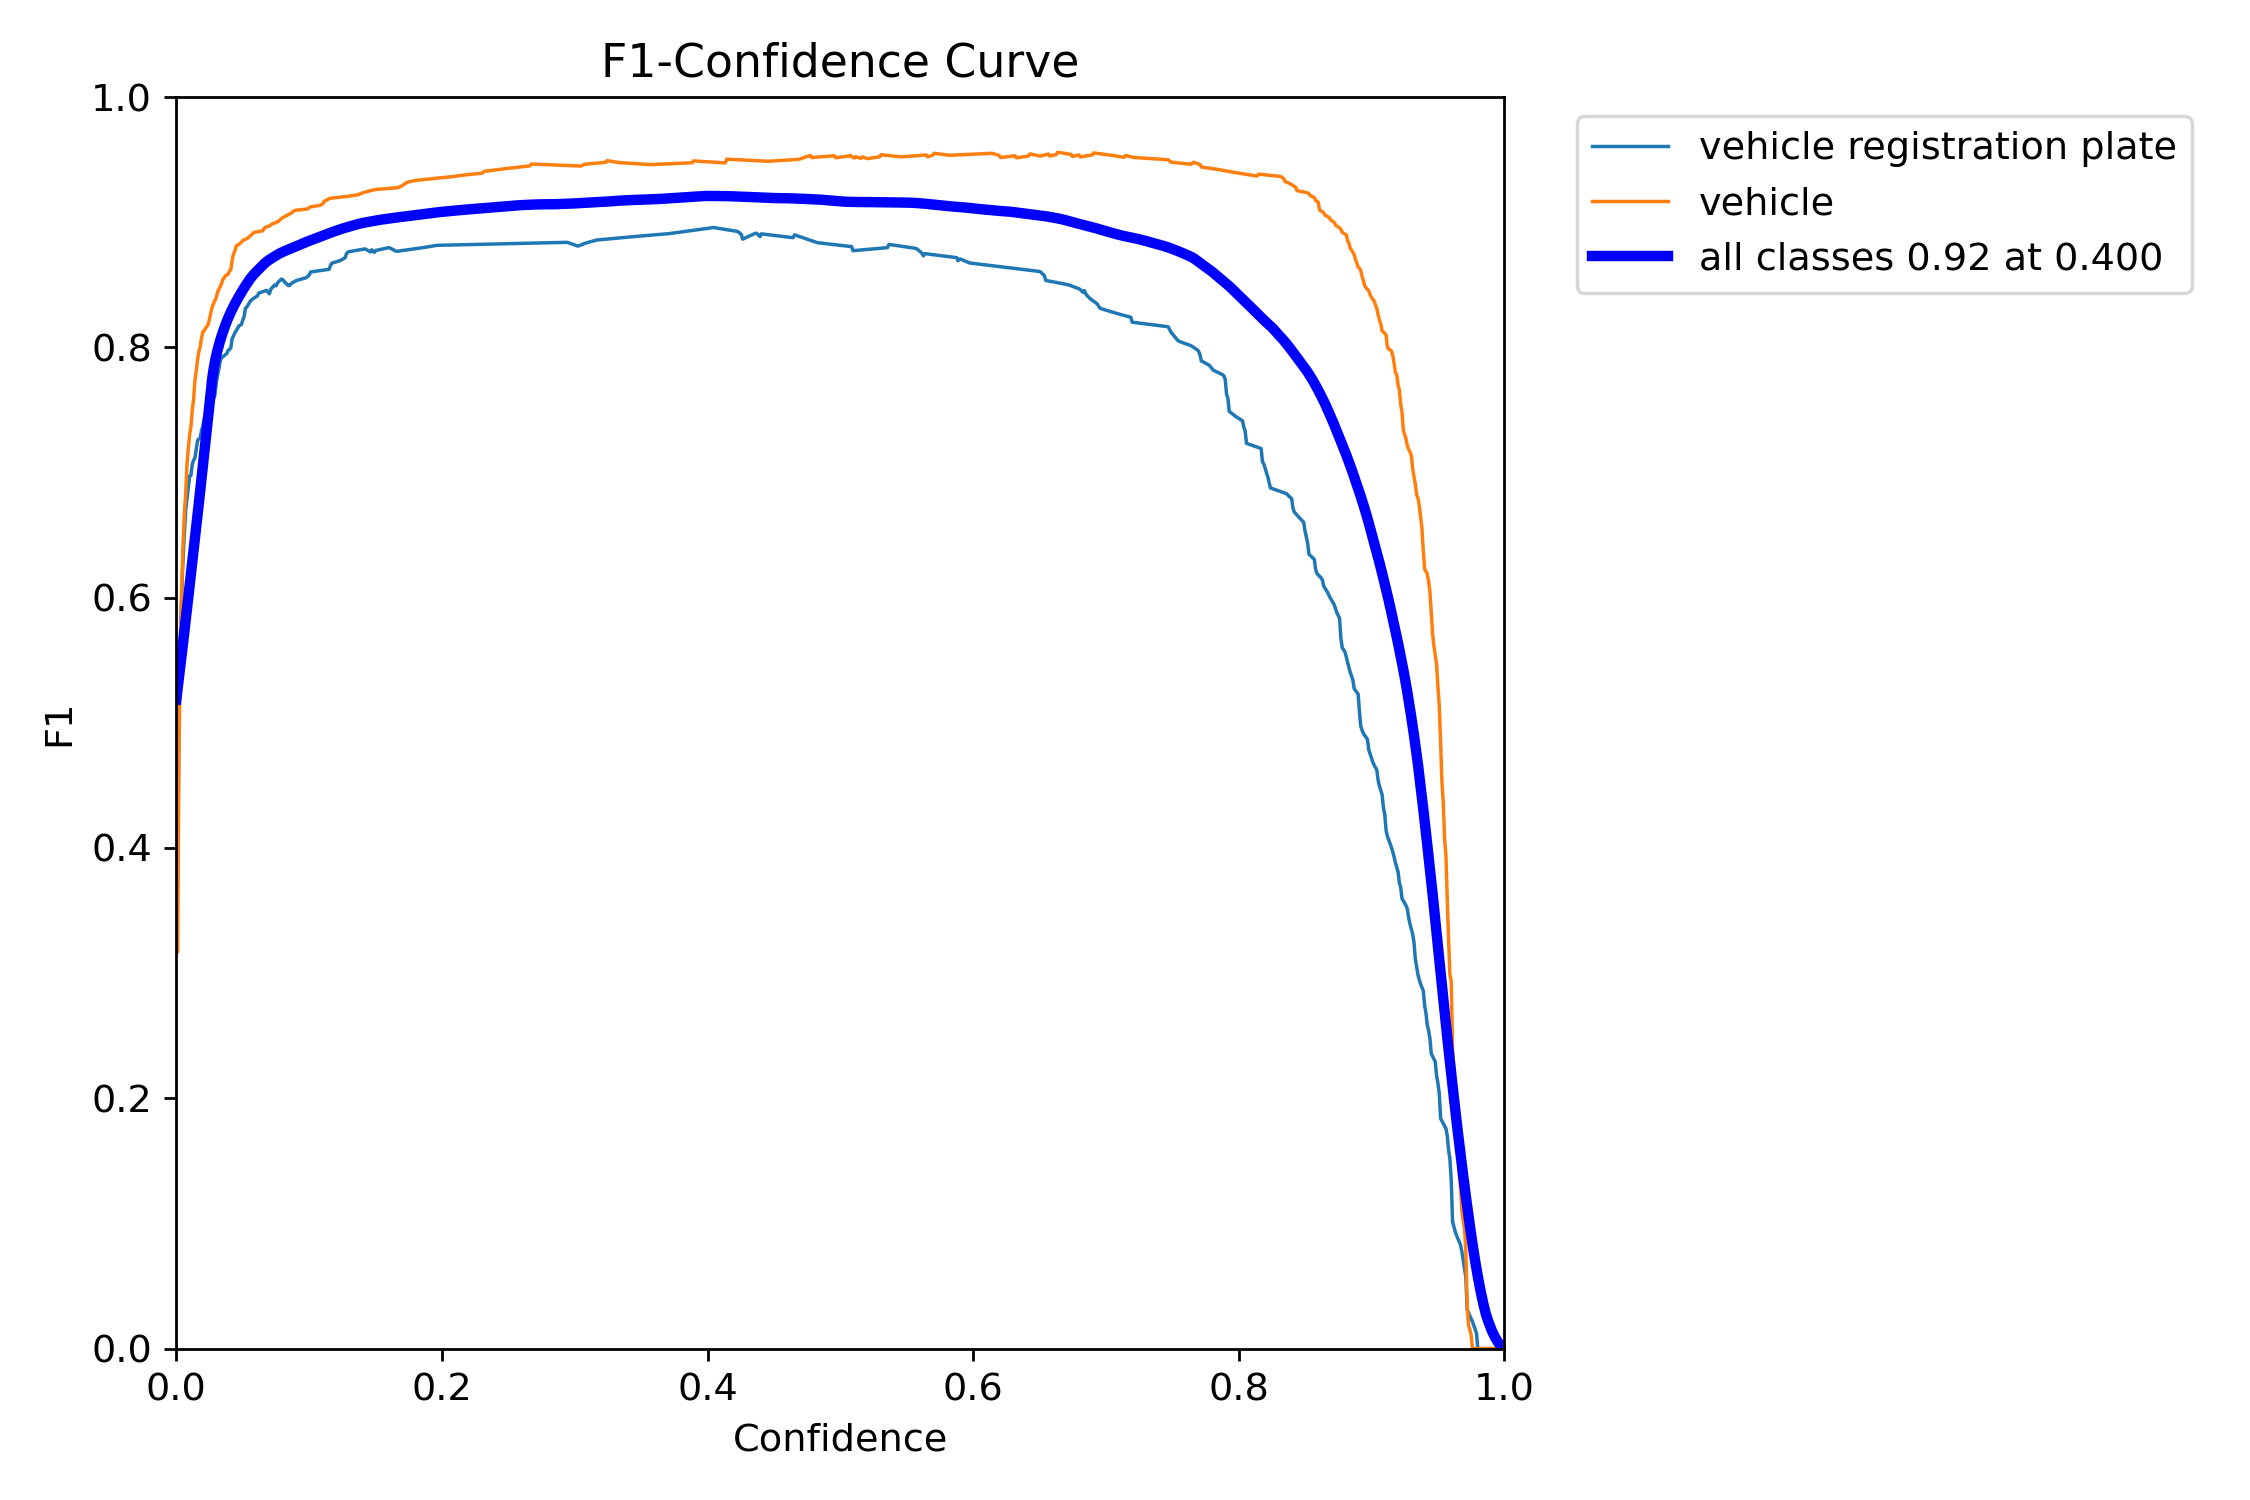 F1-Confidence Curve
1.0
0.8
0.6
0.4
0.2
0.0
F1
0.0 0.2 0.4 0.6 0.8 1.0
Confidence
vehicle registration plate
vehicle
all classes 0.92 at 0.400